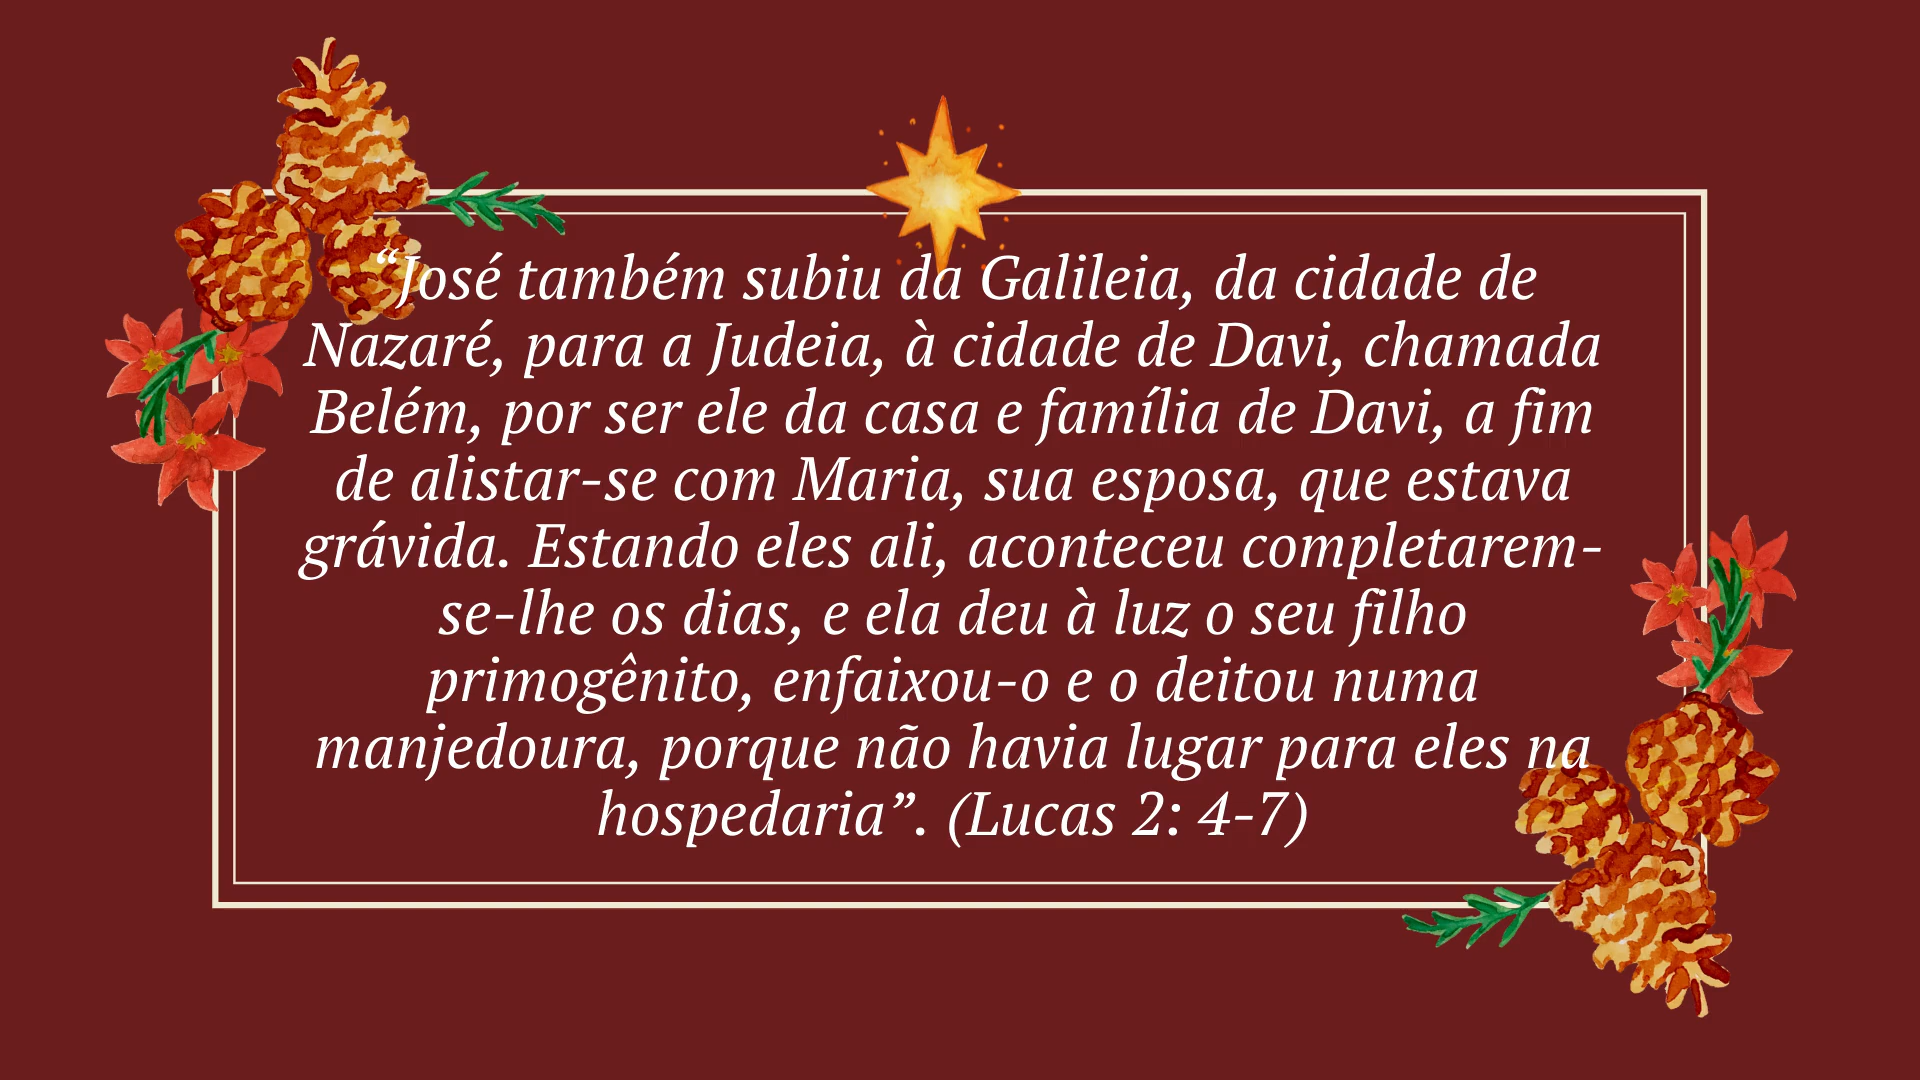 “José também subiu da Galileia, da cidade de
Nazaré, para a Judeia, à cidade de Davi, chamada
Belém, por ser ele da casa e família de Davi, a fim
de alistar-se com Maria, sua esposa, que estava
grávida. Estando eles ali, aconteceu completarem-
se-lhe os dias, e ela deu à luz o seu filho
primogênito, enfaixou-o e o deitou numa
manjedoura, porque não havia lugar para eles na
hospedaria”. (Lucas 2: 4-7)